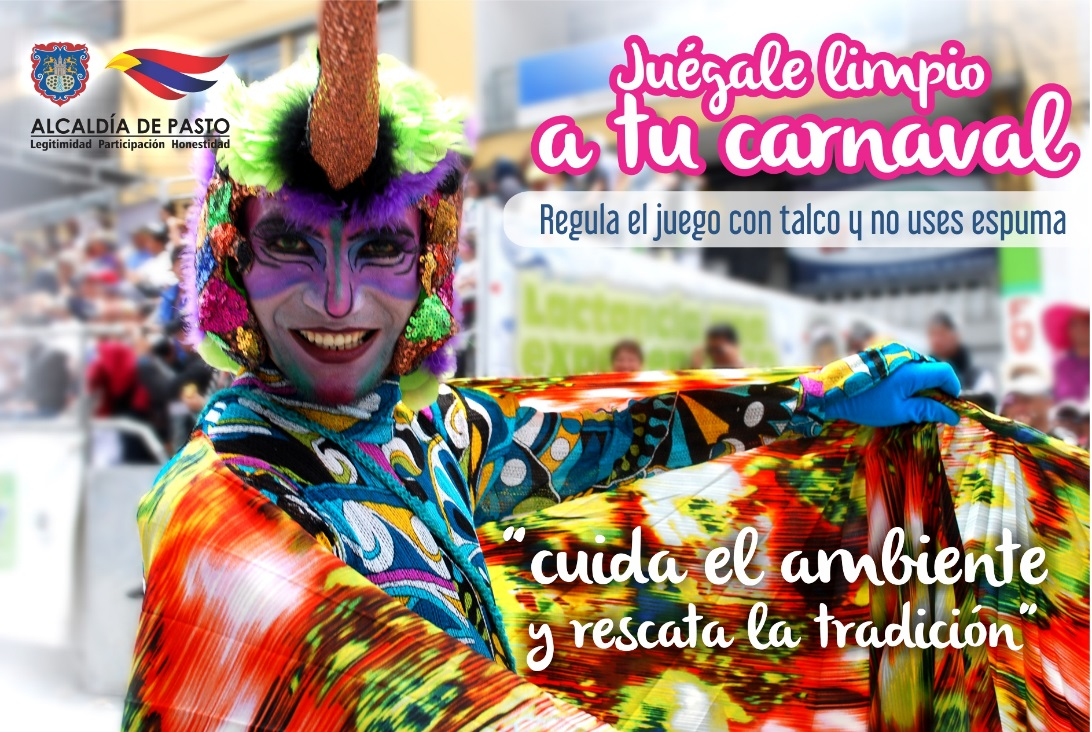 ALCALDÍA DE PASTO
Legitimidad Participación Honestidad
Juégale limpio
a tu carnaval
Regula el juego con talco y no uses espuma
Lactancia
"cuida el ambiente
y rescata la tradición"